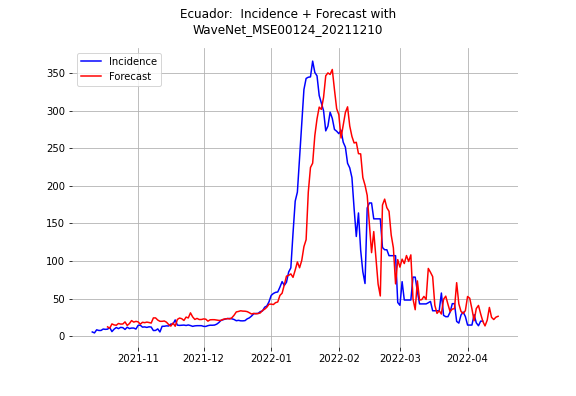 Ecuador:  Incidence + Forecast with
WaveNet_MSE00124_20211210
Incidence
Forecast
350
300
250
200
150
100
50
0
2021-11 2021-12 2022-01 2022-02 2022-03 2022-04